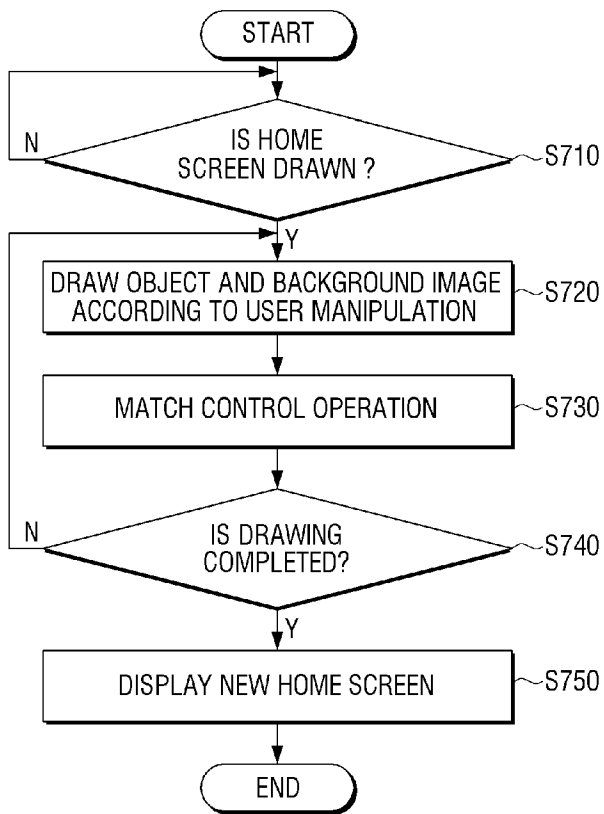 START
N
IS HOME
SCREEN DRAWN ?
S710
Y
DRAW OBJECT AND BACKGROUND IMAGE
ACCORDING TO USER MANIPULATION
S720
MATCH CONTROL OPERATION
S730
N
IS DRAWING
COMPLETED?
S740
Y
DISPLAY NEW HOME SCREEN
S750
END